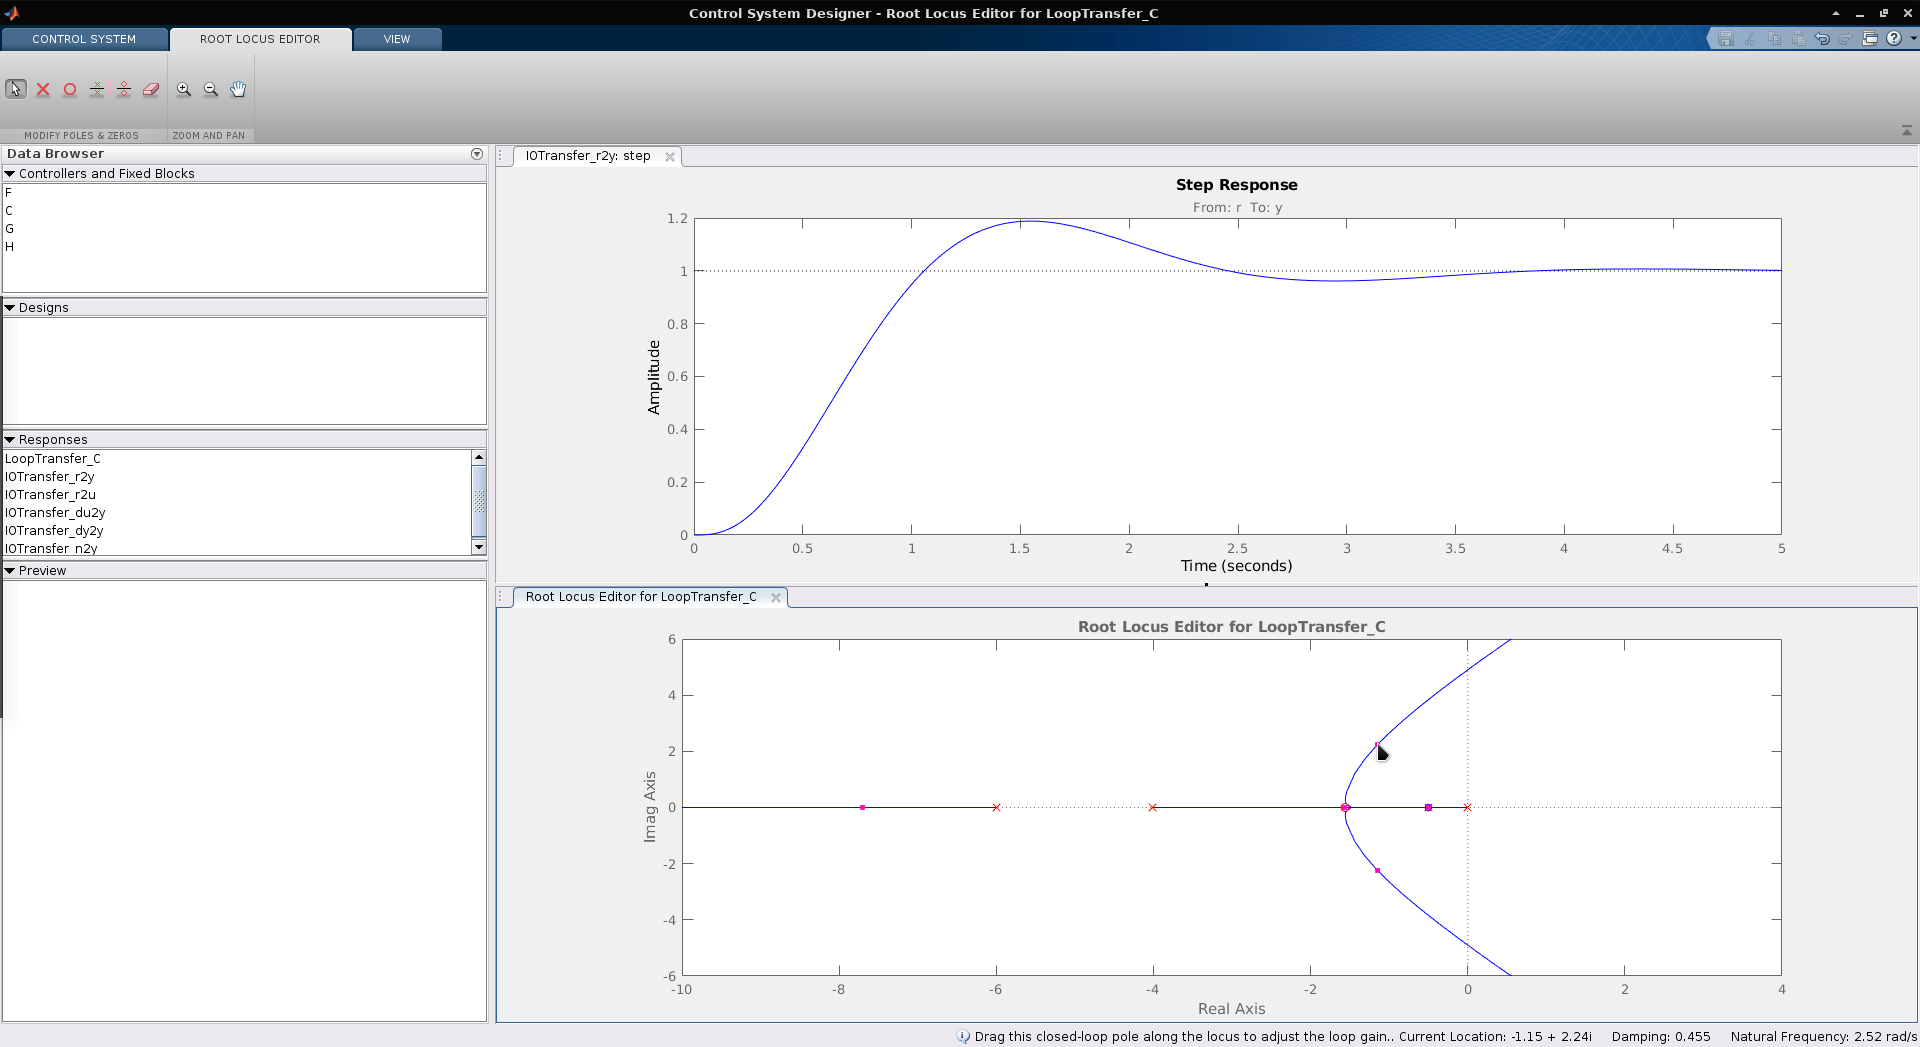 Control System Designer - Root Locus Editor for LoopTransfer_C
CONTROL SYSTEM
ROOT LOCUS EDITOR
VIEW
MODIFY POLES & ZEROS
ZOOM AND PAN
Data Browser
Controllers and Fixed Blocks
F
C
G
H
Designs
Responses
LoopTransfer_C
IOTransfer_r2y
IOTransfer_r2u
IOTransfer_du2y
IOTransfer_dy2y
IOTransfer_n2y
Preview
IOTransfer_r2y: step
Step Response
From: r To: y
1.2
1
0.8
0.6
0.4
0.2
0
Amplitude
0 0.5 1 1.5 2 2.5 3 3.5 4 4.5 5
Time (seconds)
Root Locus Editor for LoopTransfer_C
Root Locus Editor for LoopTransfer_C
6
4
2
0
-2
-4
-6
Imag Axis
-10 -8 -6 -4 -2 0 2 4
Real Axis
Drag this closed-loop pole along the locus to adjust the loop gain.. Current Location: -1.15 + 2.24i Damping: 0.455 Natural Frequency: 2.52 rad/s